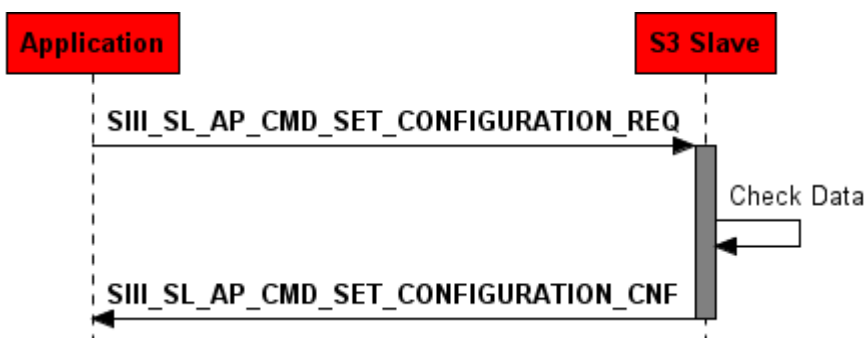 Application
S3 Slave
SIII_SL_AP_CMD_SET_CONFIGURATION_REQ
Check Data
SIII_SL_AP_CMD_SET_CONFIGURATION_CNF